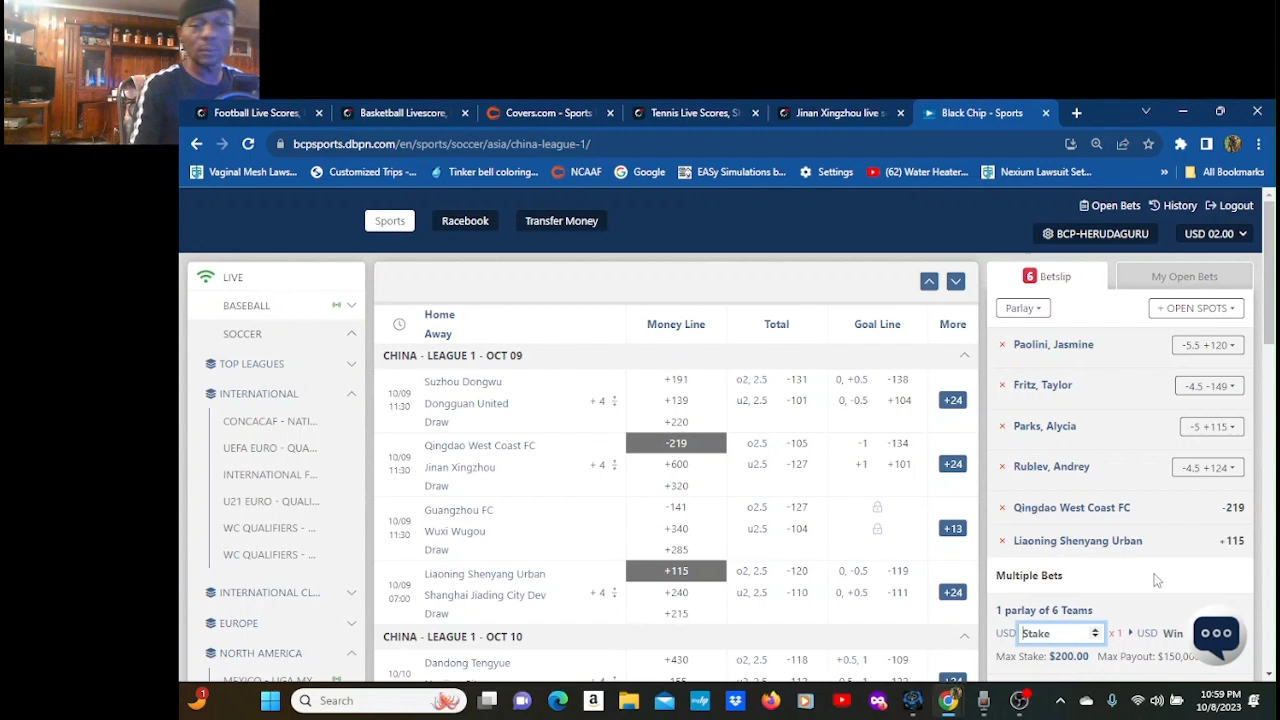 Football Live Scores,
Basketball Livescore,
Covers.com - Sports
Tennis Live Scores, S
Jinan Xingzhou live s
Black Chip - Sports
bcpsports.dbpn.com/en/sports/soccer/asia/china-league-1/
Vaginal Mesh Laws...
Customized Trips -...
Tinker bell coloring...
NCAAF
Google
EASy Simulations b...
Settings
(62) Water Heater...
Nexium Lawsuit Set...
»
All Bookmarks
Sports
Racebook
Transfer Money
Open Bets
History
Logout
BCP-HERUDAGURU
USD 02.00
LIVE
BASEBALL
SOCCER
TOP LEAGUES
INTERNATIONAL
CONCACAF - NATI...
UEFA EURO - QUA...
INTERNATIONAL F...
U21 EURO - QUALI...
WC QUALIFIERS - ...
WC QUALIFIERS - ...
INTERNATIONAL CL...
EUROPE
NORTH AMERICA
Home
Away
Money Line
Total
Goal Line
More
CHINA - LEAGUE 1 - OCT 09
Suzhou Dongwu +191 o2, 2.5 -131 0, +0.5 -138
10/09 11:30 Dongguan United + 4 +139 u2, 2.5 -101 0, -0.5 +104 +24
Draw +220
Qingdao West Coast FC -219 o2.5 -105 -1 -134
10/09 11:30 Jinan Xingzhou + 4 +600 u2.5 -127 +1 +101 +24
Draw +320
Guangzhou FC -141 o2.5 -127
10/09 11:30 Wuxi Wugou +340 u2.5 -104 +13
Draw +285
Liaoning Shenyang Urban +115 o2, 2.5 -120 0, -0.5 -119
10/09 07:00 Shanghai Jiading City Dev + 4 +240 u2, 2.5 -110 0, +0.5 -111 +24
Draw +215
CHINA - LEAGUE 1 - OCT 10
Dandong Tengyue +430 o2, 2.5 -118 +0.5, 1 -109
10/10
6 Betslip
My Open Bets
Parlay
+ OPEN SPOTS
× Paolini, Jasmine -5.5 +120
× Fritz, Taylor -4.5 -149
× Parks, Alycia -5 +115
× Rublev, Andrey -4.5 +124
× Qingdao West Coast FC -219
× Liaoning Shenyang Urban +115
Multiple Bets
1 parlay of 6 Teams
USD Stake x 1 USD Win
Max Stake: $200.00 Max Payout: $150,00
1
Search
10:59 PM
10/8/2023